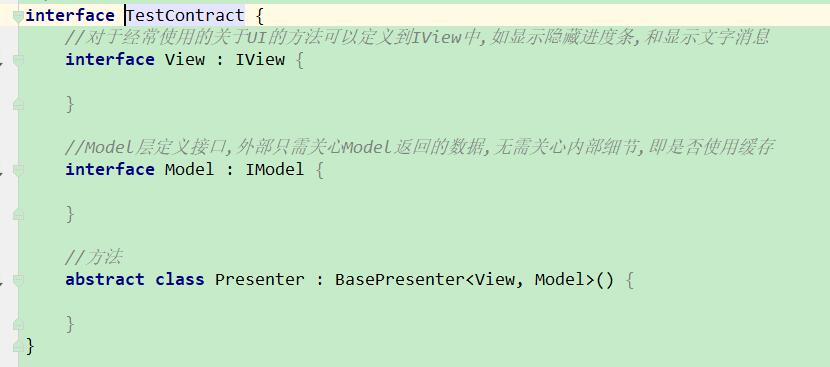 interface TestContract {
//对于经常使用的关于UI的方法可以定义到IView中,如显示隐藏进度条,和显示文字消息
interface View : IView {
}
//Model层定义接口,外部只需关心Model返回的数据,无需关心内部细节,即是否使用缓存
interface Model : IModel {
}
//方法
abstract class Presenter : BasePresenter<View, Model>() {
}
}